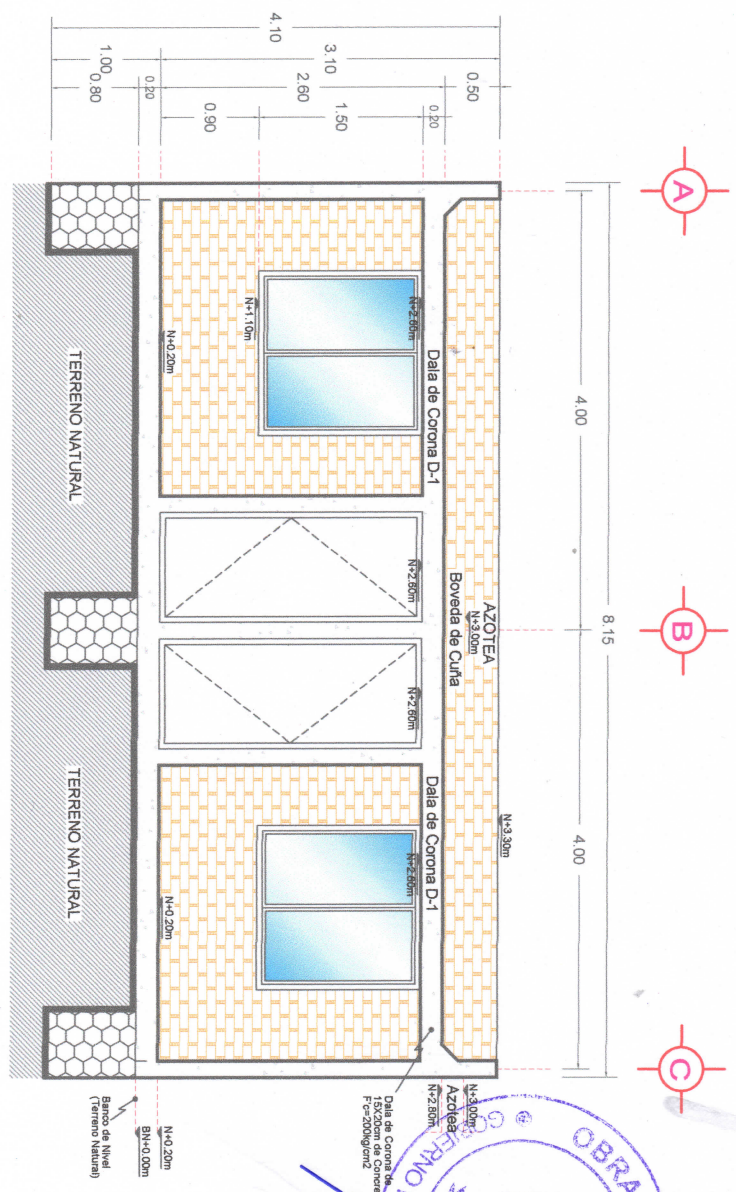 A
B
C
8.15
4.00
4.00
4.10
1.00
3.10
0.80
0.20
2.60
0.50
0.90
1.50
0.20
N+3.30m
AZOTEA
N+3.00m
Boveda de Cuña
Dala de Corona D-1
Dala de Corona D-1
N+2.60m
N+2.60m
N+2.60m
N+2.60m
N+1.10m
N+0.20m
N+0.20m
TERRENO NATURAL
TERRENO NATURAL
N+3.00m
Azotea
N+2.80m
Dala de Corona de
15X20cm de Concre
F'c=200kg/cm2
N+0.20m
BN+0.00m
Banco de Nivel
(Terreno Natural)
OBRA
GOBIERNO